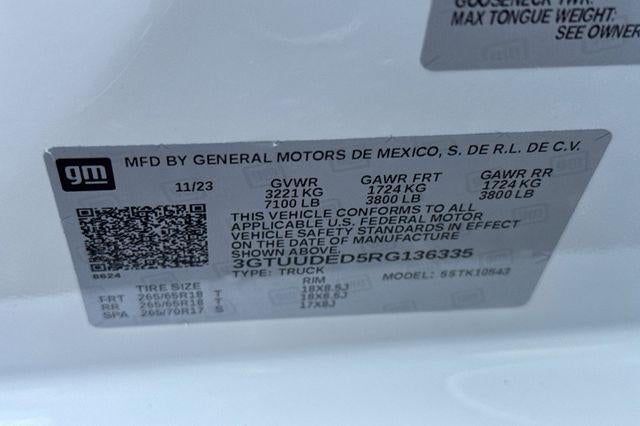 GOOSENECK TWR:
MAX TONGUE WEIGHT:
SEE OWNER
gm
MFD BY GENERAL MOTORS DE MEXICO, S. DE R.L. DE C.V.
11/23 GVWR GAWR FRT GAWR RR
3221 KG 1724 KG 1724 KG
7100 LB 3800 LB 3800 LB
THIS VEHICLE CONFORMS TO ALL
APPLICABLE U.S. FEDERAL MOTOR
VEHICLE SAFETY STANDARDS IN EFFECT
ON THE DATE OF MANUFACTURE
SHOWN ABOVE.
3GTUUDED5RG136335
8624 TYPE: TRUCK MODEL: 5STK10543
TIRE SIZE RIM
FRT 265/65R18 T 18X8.5J
RR 265/65R18 T 18X8.5J
SPA 265/70R17 S 17X8J